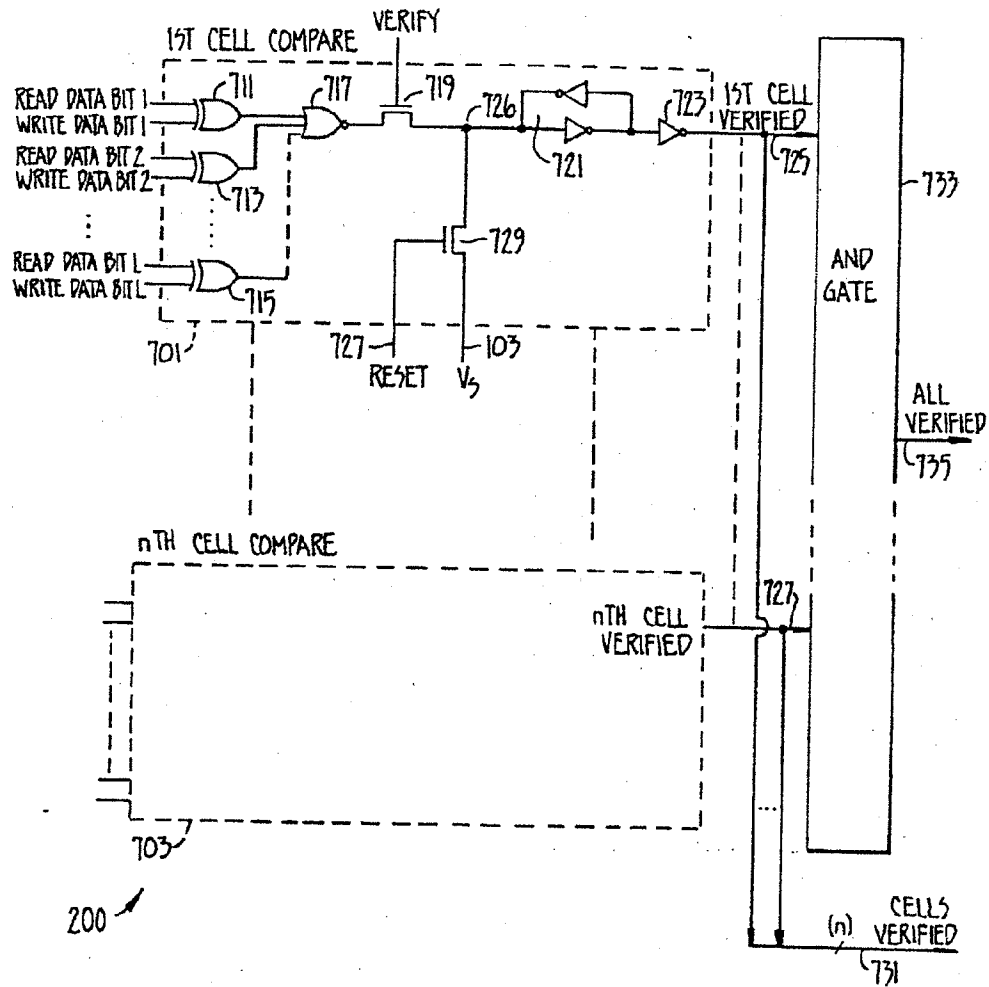 VERIFY
1ST CELL COMPARE
711
717
719
READ DATA BIT 1
WRITE DATA BIT 1
726
723
1ST CELL
VERIFIED
725
READ DATA BIT 2
WRITE DATA BIT 2
713
721
733
729
AND
GATE
READ DATA BIT L
WRITE DATA BIT L
715
701
727
103
RESET
VS
ALL
VERIFIED
735
nTH CELL COMPARE
727
nTH CELL
VERIFIED
703
200
(n)
CELLS
VERIFIED
731